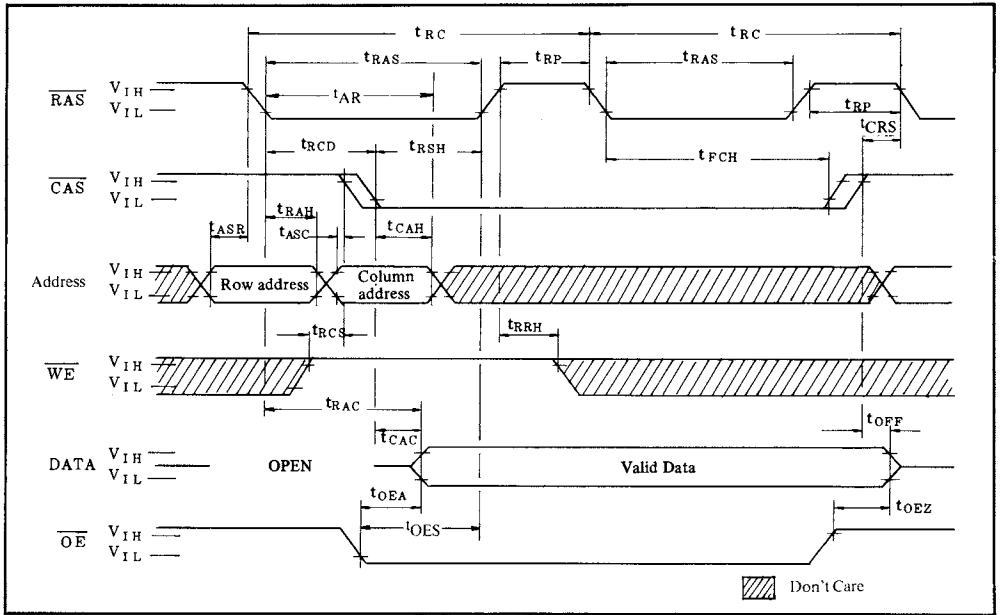 tRC tRC
tRAS tRP tRAS
RAS VIH VIL tAR tRP
tCRS
tRCD tRSH tFCH
CAS VIH VIL
tRAH
tASR tASC tCAH
Address VIH VIL Row address Column address
tRCS tRRH
WE VIH VIL
tRAC
tCAC tOFF
DATA VIH VIL OPEN Valid Data
tOEA tOEZ
tOES
OE VIH VIL
Don't Care